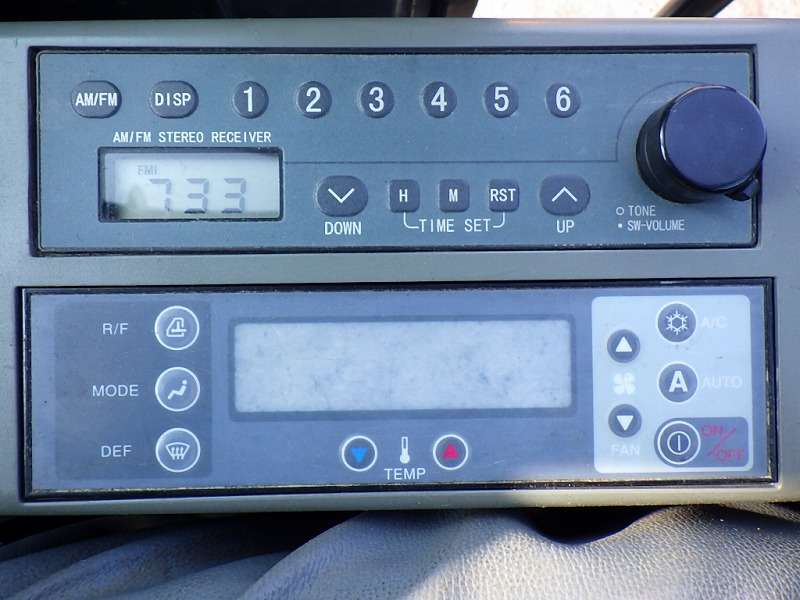 AM/FM DISP 1 2 3 4 5 6
AM/FM STEREO RECEIVER
FM1
733
H M RST
DOWN TIME SET UP
TONE
SW-VOLUME
R/F
MODE
DEF
TEMP
A/C
A AUTO
FAN
ON/OFF